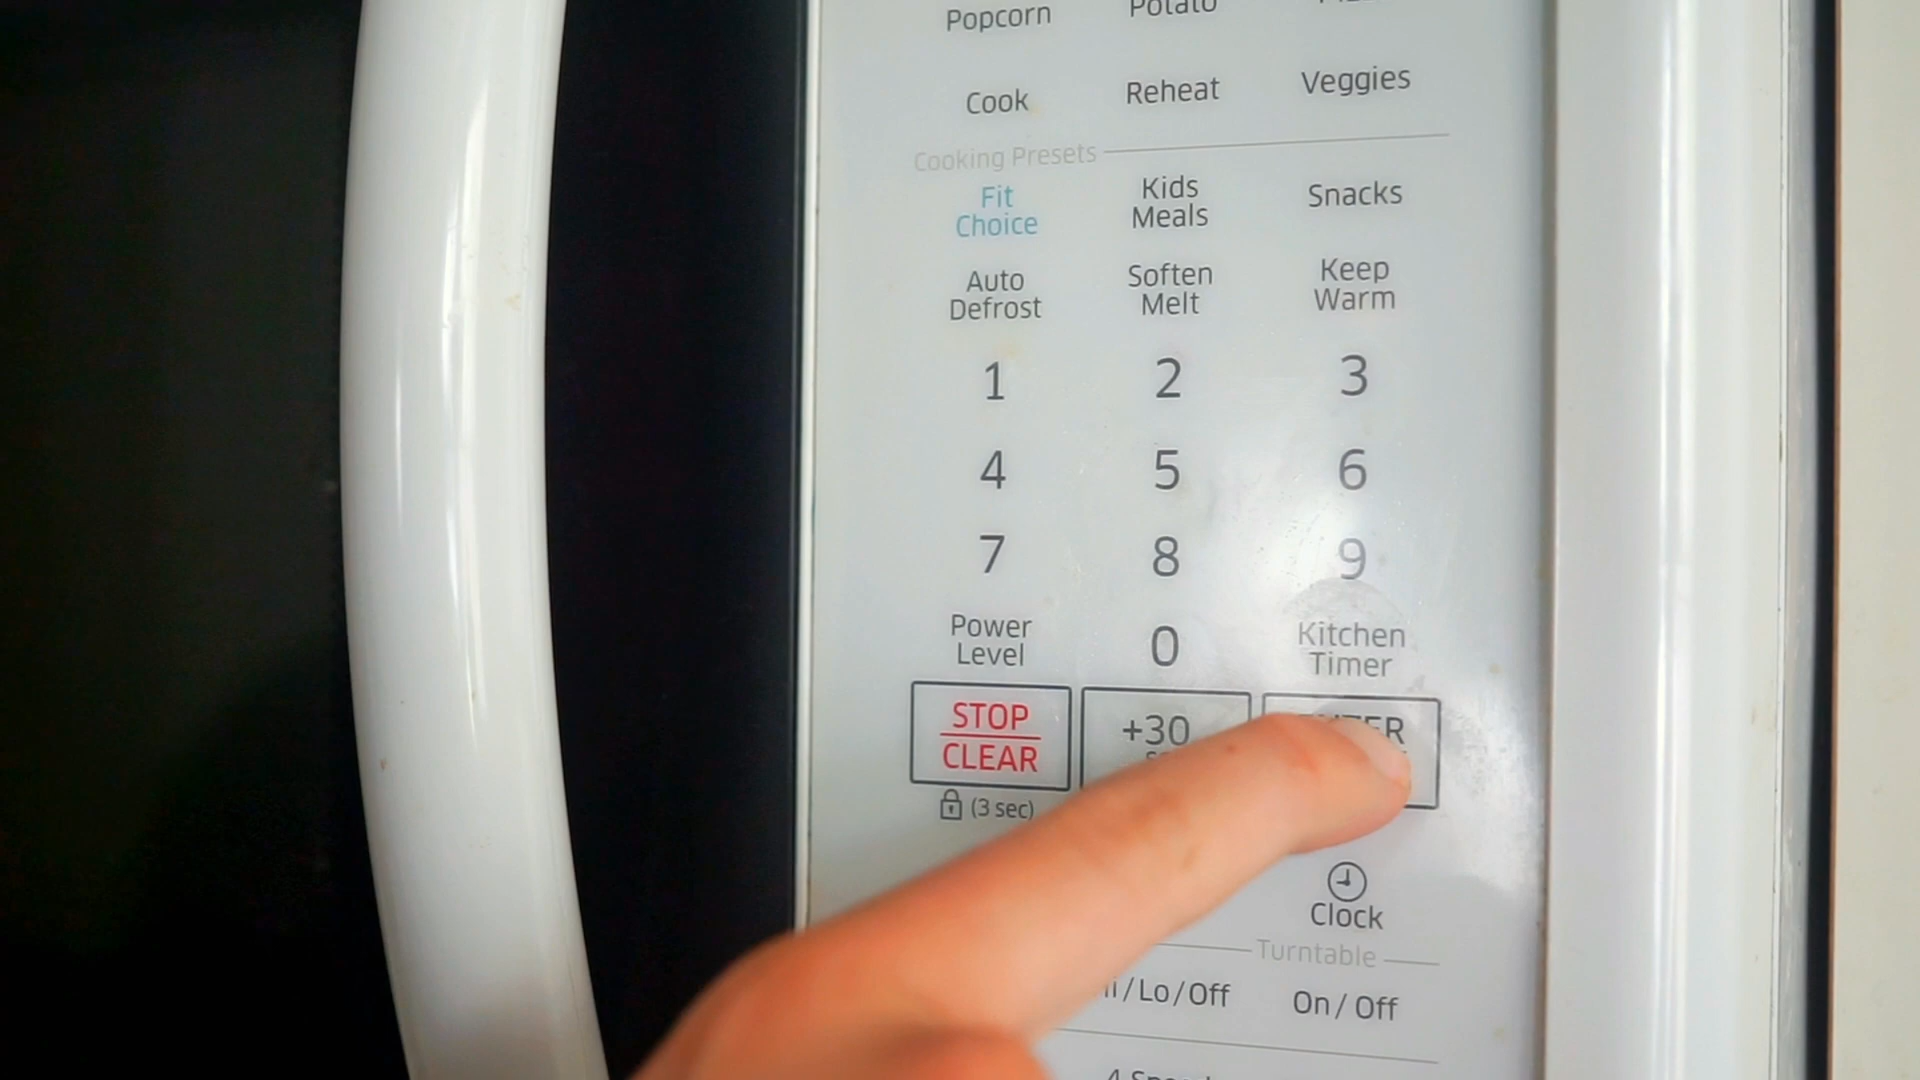 Popcorn Potato
Cook Reheat Veggies
Cooking Presets
Fit
Choice
Kids
Meals
Snacks
Auto
Defrost
Soften
Melt
Keep
Warm
1 2 3
4 5 6
7 8 9
Power
Level
0
Kitchen
Timer
STOP
CLEAR
+30
(3 sec)
Clock
Turntable
/Lo/Off On/Off